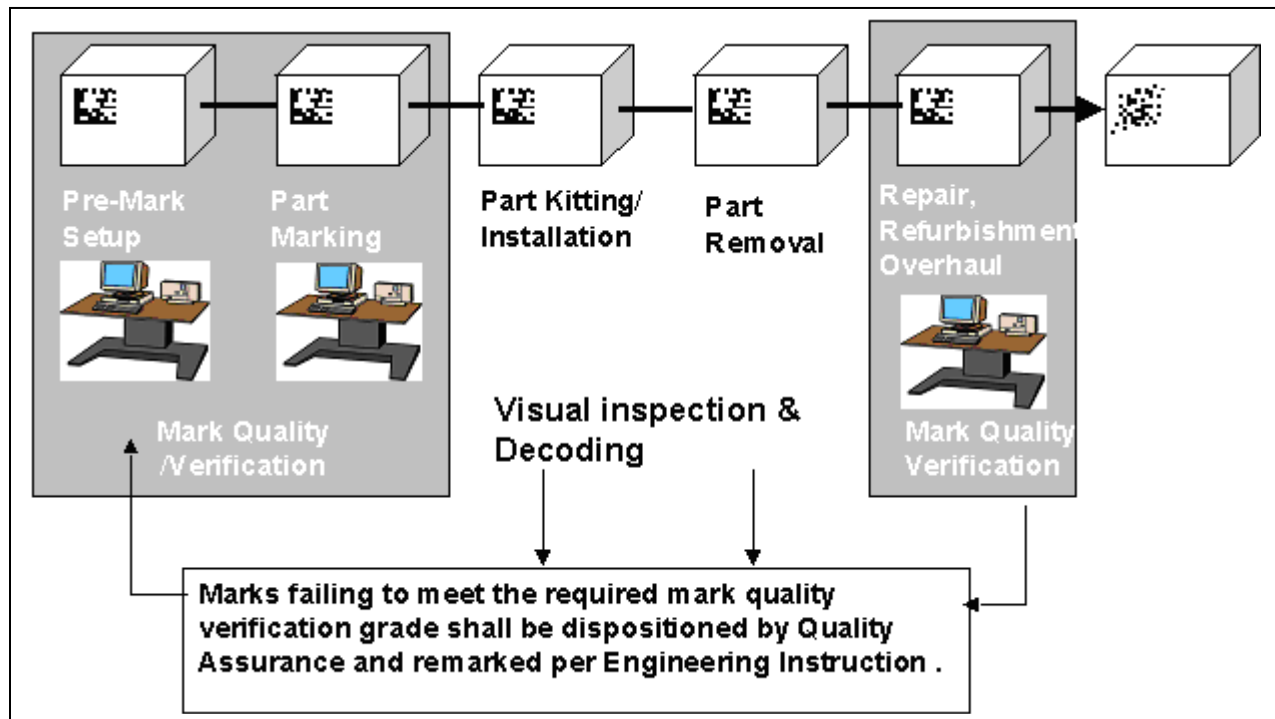 Pre-Mark
Setup
Part
Marking
Part Kitting/
Installation
Part
Removal
Repair,
Refurbishment
Overhaul
Mark Quality
/Verification
Visual inspection &
Decoding
Mark Quality
Verification
Marks failing to meet the required mark quality
verification grade shall be dispositioned by Quality
Assurance and remarked per Engineering Instruction .